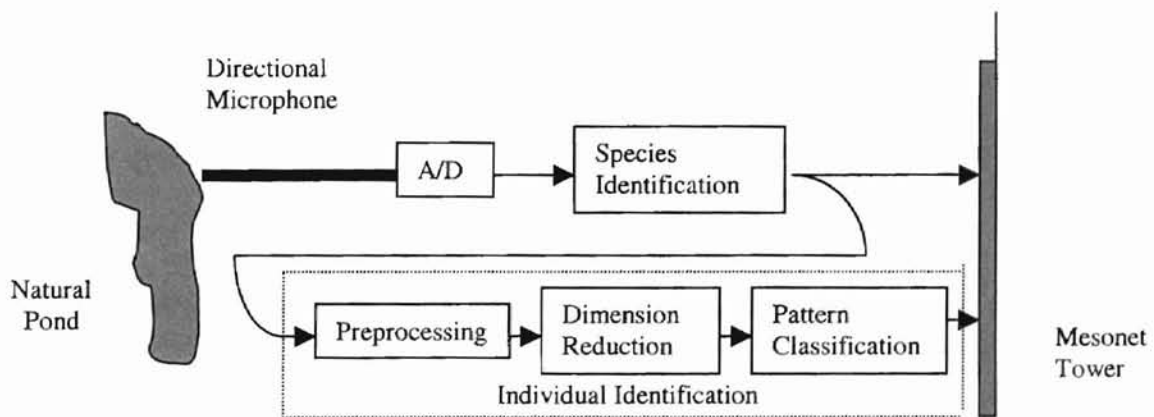 Directional
Microphone
A/D
Species
Identification
Natural
Pond
Preprocessing
Dimension
Reduction
Pattern
Classification
Individual Identification
Mesonet
Tower